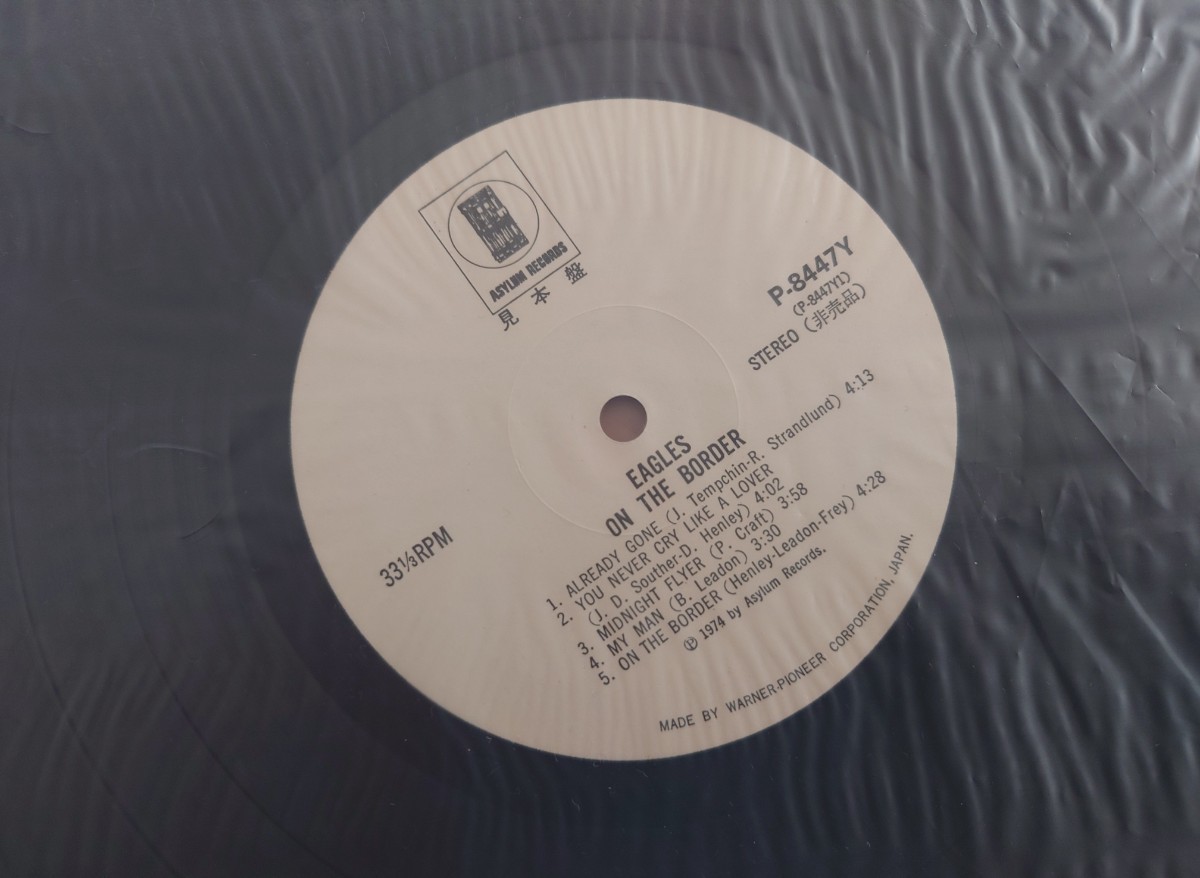 ASYLUM RECORDS
見本盤
P-8447Y
(P-8447Y1)
STEREO (非売品)
33⅓RPM
EAGLES
ON THE BORDER
1. ALREADY GONE (J. Tempchin-R. Strandlund) 4:13
2. YOU NEVER CRY LIKE A LOVER
(J. D. Souther-D. Henley) 4:02
3. MIDNIGHT FLYER (P. Craft) 3:58
4. MY MAN (B. Leadon) 3:30
5. ON THE BORDER (Henley-Leadon-Frey) 4:28
Ⓟ 1974 by Asylum Records.
MADE BY WARNER-PIONEER CORPORATION, JAPAN.